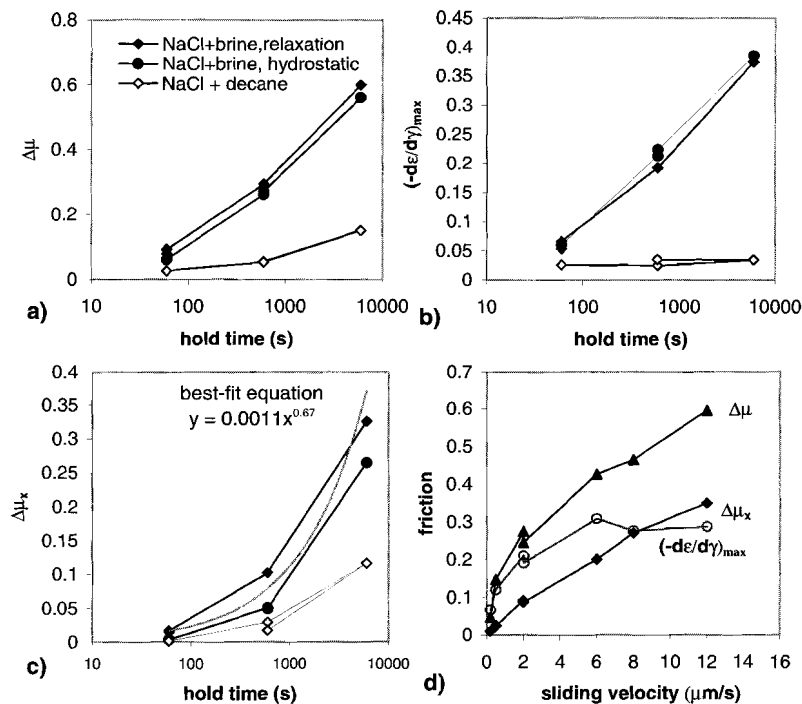 NaCl+brine,relaxation
NaCl+brine, hydrostatic
NaCl + decane
0.8
0.6
0.4
0.2
0
Δμ
10 100 1000 10000
hold time (s)
a)
0.45
0.4
0.35
0.3
0.25
0.2
0.15
0.1
0.05
0
(-dε/dγ)max
10 100 1000 10000
hold time (s)
b)
best-fit equation
y = 0.0011x^0.67
0.4
0.35
0.3
0.25
0.2
0.15
0.1
0.05
0
Δμx
10 100 1000 10000
hold time (s)
c)
0.7
0.6
0.5
0.4
0.3
0.2
0.1
0
friction
Δμ
Δμx
(-dε/dγ)max
0 2 4 6 8 10 12 14 16
sliding velocity (μm/s)
d)